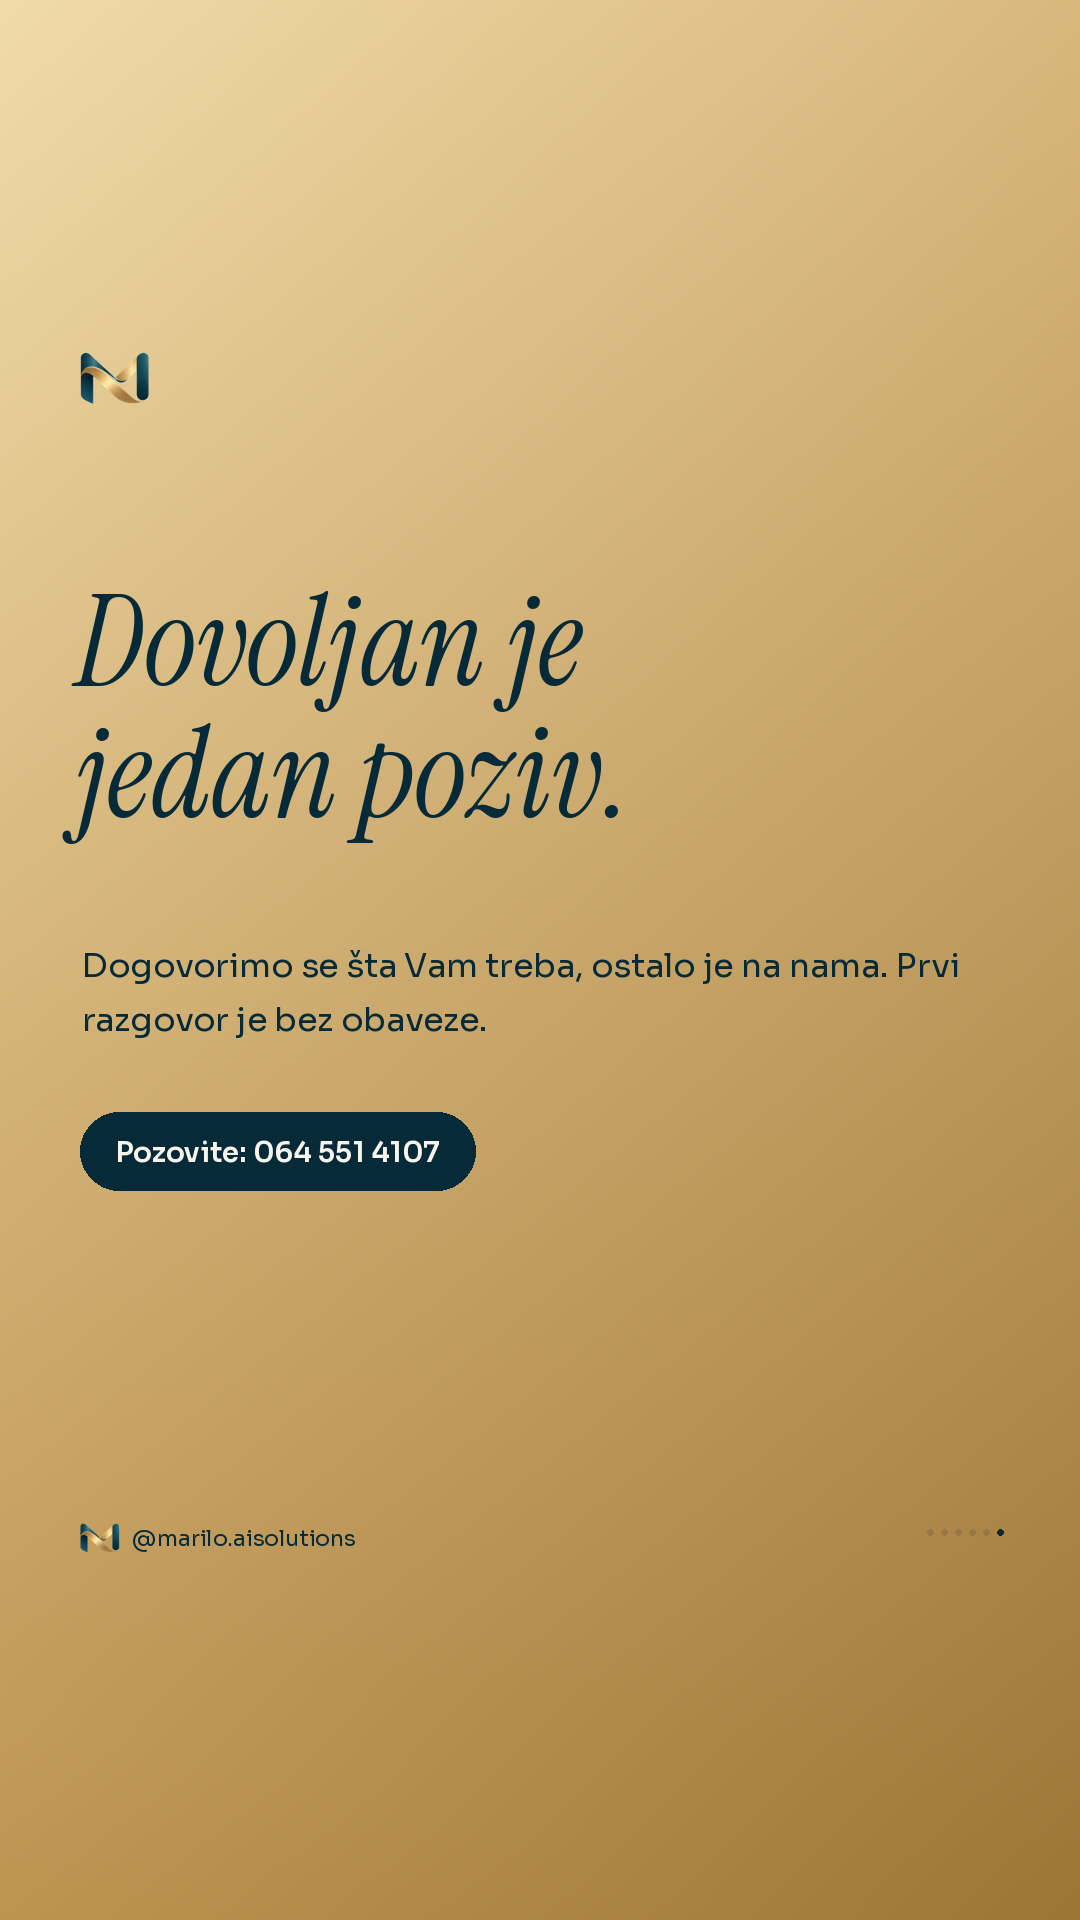 Dovoljan je
jedan poziv.
Dogovorimo se šta Vam treba, ostalo je na nama. Prvi
razgovor je bez obaveze.
Pozovite: 064 551 4107
@marilo.aisolutions